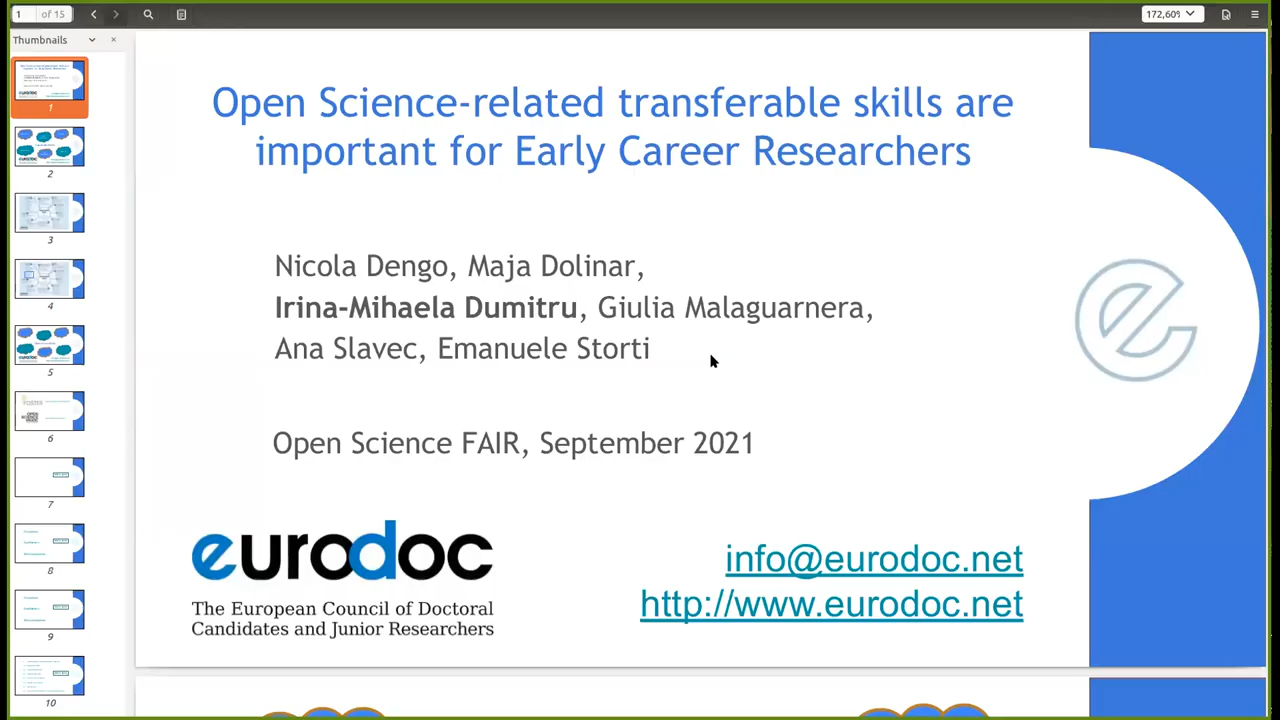 1 of 15
172,60%
Thumbnails
1
2
3
4
5
6
7
8
9
10
Open Science-related transferable skills are
important for Early Career Researchers
Nicola Dengo, Maja Dolinar,
Irina-Mihaela Dumitru, Giulia Malaguarnera,
Ana Slavec, Emanuele Storti
Open Science FAIR, September 2021
eurodoc
The European Council of Doctoral
Candidates and Junior Researchers
info@eurodoc.net
http://www.eurodoc.net